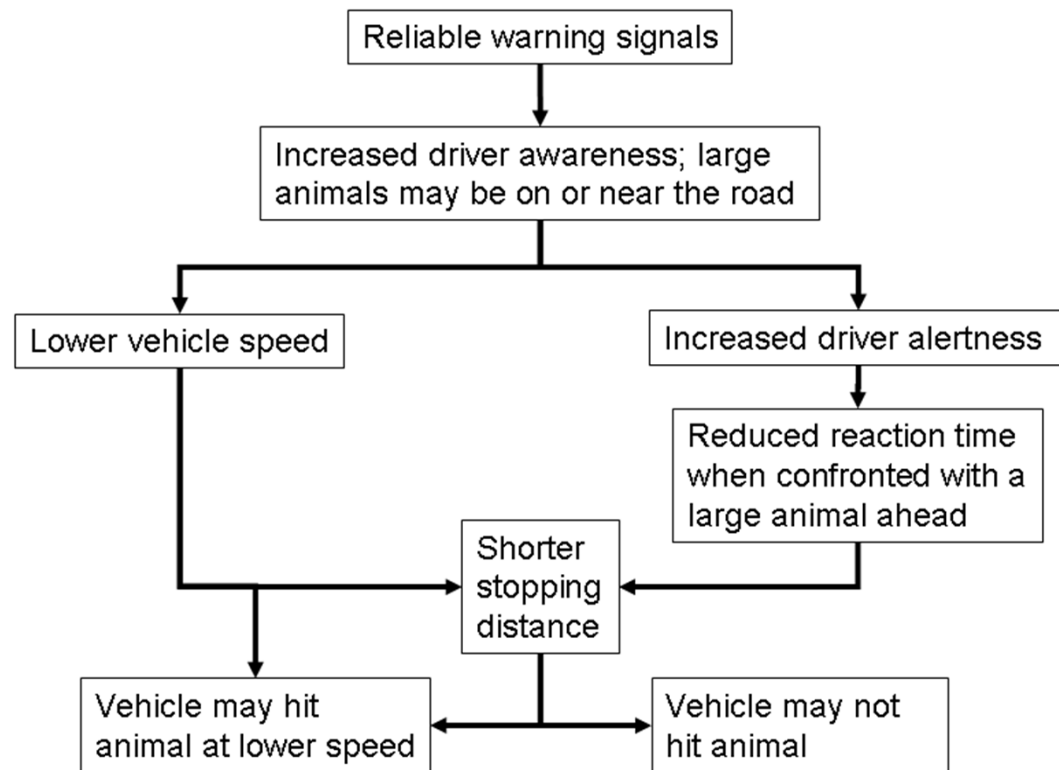 Reliable warning signals
Increased driver awareness; large
animals may be on or near the road
Lower vehicle speed
Increased driver alertness
Reduced reaction time
when confronted with a
large animal ahead
Shorter
stopping
distance
Vehicle may hit
animal at lower speed
Vehicle may not
hit animal